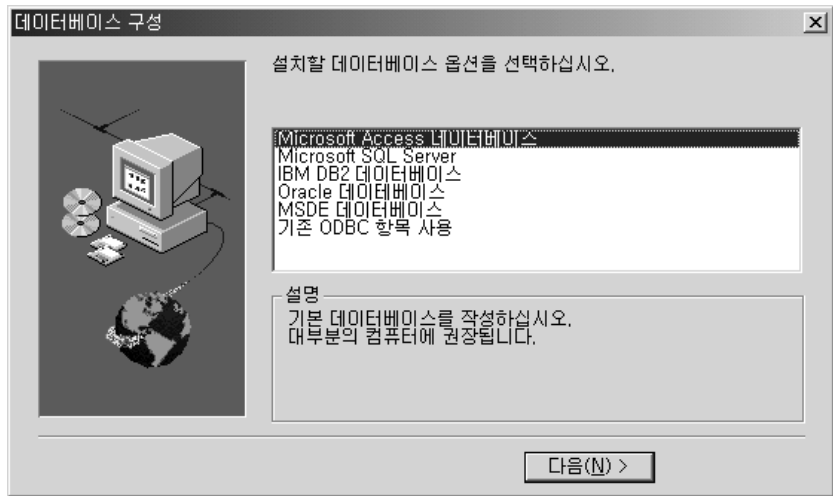 데이터베이스 구성
설치할 데이터베이스 옵션을 선택하십시오.
Microsoft Access 데이터베이스
Microsoft SQL Server
IBM DB2 데이터베이스
Oracle 데이터베이스
MSDE 데이터베이스
기존 ODBC 항목 사용
설명
기본 데이터베이스를 작성하십시오.
대부분의 컴퓨터에 권장됩니다.
다음(N) >